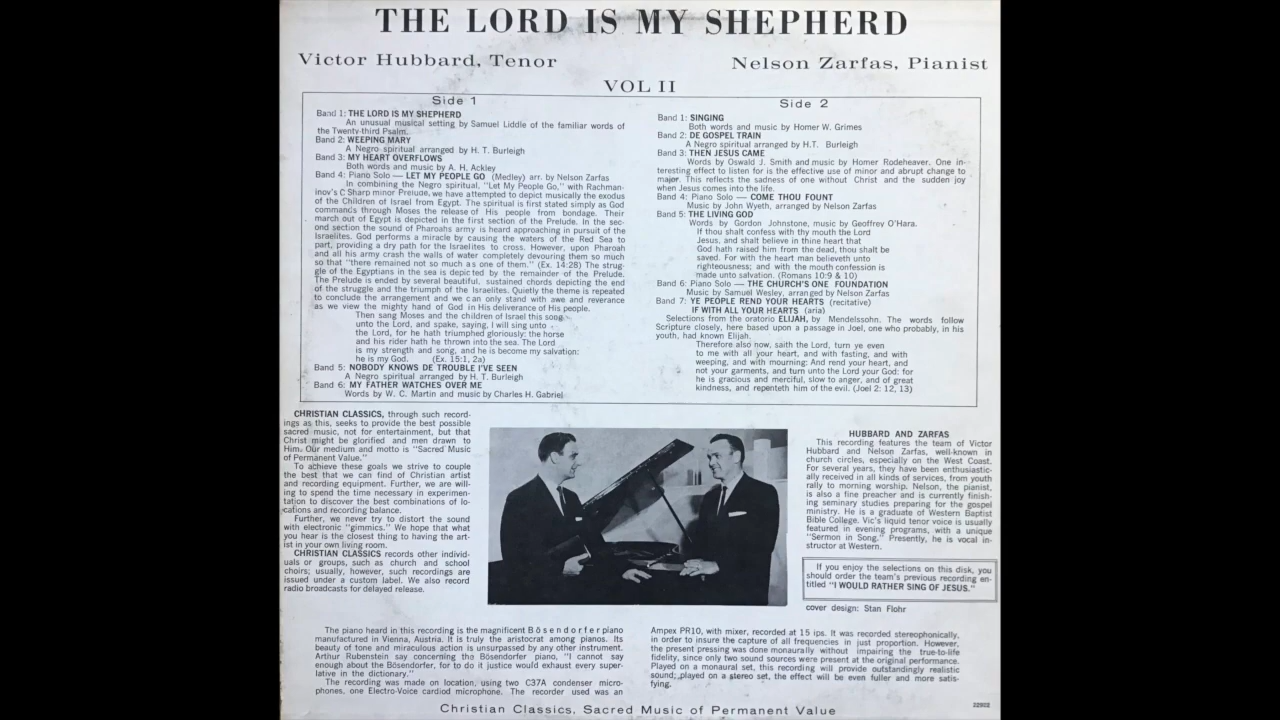 THE LORD IS MY SHEPHERD
Victor Hubbard, Tenor
Nelson Zarfas, Pianist
VOL II
Side 1
Band 1: THE LORD IS MY SHEPHERD
An unusual musical setting by Samuel Liddle of the familiar words of
the Twenty-third Psalm.
Band 2: WEEPING MARY
A Negro spiritual arranged by H. T. Burleigh
Band 3: MY HEART OVERFLOWS
Both words and music by A. H. Ackley
Band 4: Piano Solo — LET MY PEOPLE GO (Medley) arr. by Nelson Zarfas
In combining the Negro spiritual, "Let My People Go," with Rachman-
inov's C Sharp minor Prelude, we have attempted to depict musically the exodus
of the Children of Israel from Egypt. The spiritual is first stated simply as God
commands through Moses the release of His people from bondage. Their
march out of Egypt is depicted in the first section of the Prelude. In the sec-
ond section the sound of Pharoahs army is heard approaching in pursuit of the
Israelites. God performs a miracle by causing the waters of the Red Sea to
part, providing a dry path for the Israelites to cross. However, upon Pharoah
and all his army crash the walls of water completely devouring them so much
so that "there remained not so much as one of them." (Ex. 14:28) The strug-
gle of the Egyptians in the sea is depicted by the remainder of the Prelude.
The Prelude is ended by several beautiful, sustained chords depicting the end
of the struggle and the triumph of the Israelites. Quietly the theme is repeated
to conclude the arrangement and we can only stand with awe and reverance
as we view the mighty hand of God in His deliverance of His people.
Then sang Moses and the children of Israel this song
unto the Lord, and spake, saying, I will sing unto
the Lord, for he hath triumphed gloriously: the horse
and his rider hath he thrown into the sea. The Lord
is my strength and song, and he is become my salvation:
he is my God. (Ex. 15:1, 2a)
Band 5: NOBODY KNOWS DE TROUBLE I'VE SEEN
A Negro spiritual arranged by H. T. Burleigh
Band 6: MY FATHER WATCHES OVER ME
Words by W. C. Martin and music by Charles H. Gabriel
Side 2
Band 1: SINGING
Both words and music by Homer W. Grimes
Band 2: DE GOSPEL TRAIN
A Negro spiritual arranged by H.T. Burleigh
Band 3: THEN JESUS CAME
Words by Oswald J. Smith and music by Homer Rodeheaver. One in-
teresting effect to listen for is the effective use of minor and abrupt change to
major. This reflects the sadness of one without Christ and the sudden joy
when Jesus comes into the life.
Band 4: Piano Solo — COME THOU FOUNT
Music by John Wyeth, arranged by Nelson Zarfas
Band 5: THE LIVING GOD
Words by Gordon Johnstone, music by Geoffrey O'Hara.
If thou shalt confess with thy mouth the Lord
Jesus, and shalt believe in thine heart that
God hath raised him from the dead, thou shalt be
saved. For with the heart man believeth unto
righteousness; and with the mouth confession is
made unto salvation. (Romans 10:9 & 10)
Band 6: Piano Solo — THE CHURCH'S ONE FOUNDATION
Music by Samuel Wesley, arranged by Nelson Zarfas
Band 7: YE PEOPLE REND YOUR HEARTS (recitative)
IF WITH ALL YOUR HEARTS (aria)
Selections from the oratorio ELIJAH, by Mendelssohn. The words follow
Scripture closely, here based upon a passage in Joel, one who probably, in his
youth, had known Elijah.
Therefore also now, saith the Lord, turn ye even
to me with all your heart, and with fasting, and with
weeping, and with mourning: And rend your heart, and
not your garments, and turn unto the Lord your God: for
he is gracious and merciful, slow to anger, and of great
kindness, and repenteth him of the evil. (Joel 2: 12, 13)
CHRISTIAN CLASSICS, through such record-
ings as this, seeks to provide the best possible
sacred music, not for entertainment, but that
Christ might be glorified and men drawn to
Him. Our medium and motto is "Sacred Music
of Permanent Value."
To achieve these goals we strive to couple
the best that we can find of Christian artist
and recording equipment. Further, we are will-
ing to spend the time necessary in experimen-
tation to discover the best combinations of lo-
cations and recording balance.
Further, we never try to distort the sound
with electronic "gimmics." We hope that what
you hear is the closest thing to having the art-
ist in your own living room.
CHRISTIAN CLASSICS records other individ-
uals or groups, such as church and school
choirs; usually, however, such recordings are
issued under a custom label. We also record
radio broadcasts for delayed release.
HUBBARD AND ZARFAS
This recording features the team of Victor
Hubbard and Nelson Zarfas, well-known in
church circles, especially on the West Coast.
For several years, they have been enthusiastic-
ally received in all kinds of services, from youth
rally to morning worship. Nelson, the pianist,
is also a fine preacher and is currently finish-
ing seminary studies preparing for the gospel
ministry. He is a graduate of Western Baptist
Bible College. Vic's liquid tenor voice is usually
featured in evening programs, with a unique
"Sermon in Song." Presently, he is vocal in-
structor at Western.
If you enjoy the selections on this disk, you
should order the team's previous recording en-
titled "I WOULD RATHER SING OF JESUS."
cover design: Stan Flohr
The piano heard in this recording is the magnificent Bösendorfer piano
manufactured in Vienna, Austria. It is truly the aristocrat among pianos. Its
beauty of tone and miraculous action is unsurpassed by any other instrument.
Arthur Rubenstein say concerning the Bösendorfer piano, "I cannot say
enough about the Bösendorfer, for to do it justice would exhaust every super-
lative in the dictionary."
The recording was made on location, using two C37A condenser micro-
phones, one Electro-Voice cardiod microphone. The recorder used was an
Ampex PR10, with mixer, recorded at 15 ips. It was recorded stereophonically,
in order to insure the capture of all frequencies in just proportion. However,
the present pressing was done monaurally without impairing the true-to-life
fidelity, since only two sound sources were present at the original performance.
Played on a monaural set, this recording will provide outstandingly realistic
sound; played on a stereo set, the effect will be even fuller and more satis-
fying.
Christian Classics, Sacred Music of Permanent Value